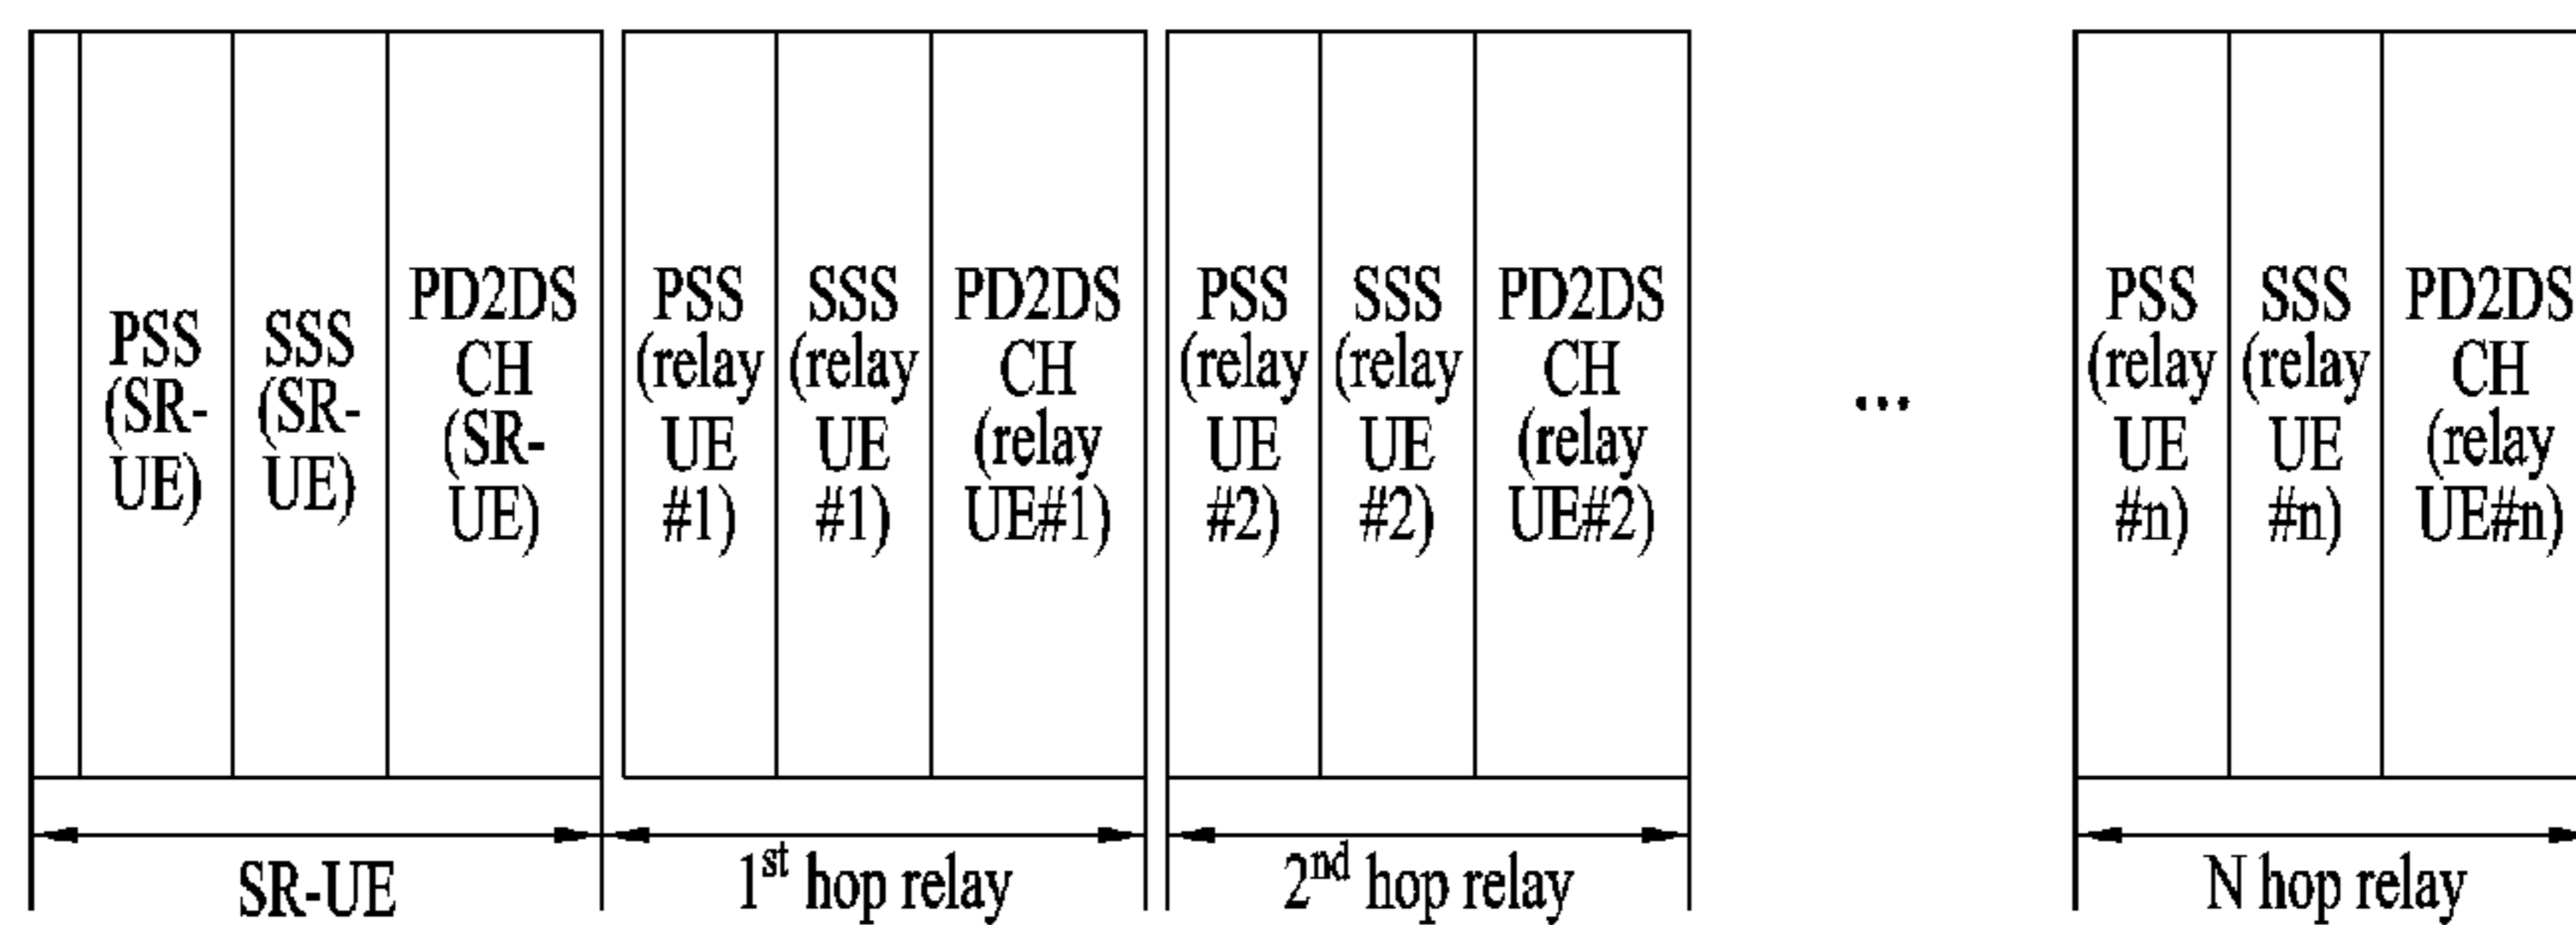 PSS
(SR-
UE)
SSS
(SR-
UE)
PD2DS
CH
(SR-
UE)
PSS
(relay
UE
#1)
SSS
(relay
UE
#1)
PD2DS
CH
(relay
UE#1)
PSS
(relay
UE
#2)
SSS
(relay
UE
#2)
PD2DS
CH
(relay
UE#2)
...
PSS
(relay
UE
#n)
SSS
(relay
UE
#n)
PD2DS
CH
(relay
UE#n)
SR-UE
1st hop relay
2nd hop relay
N hop relay